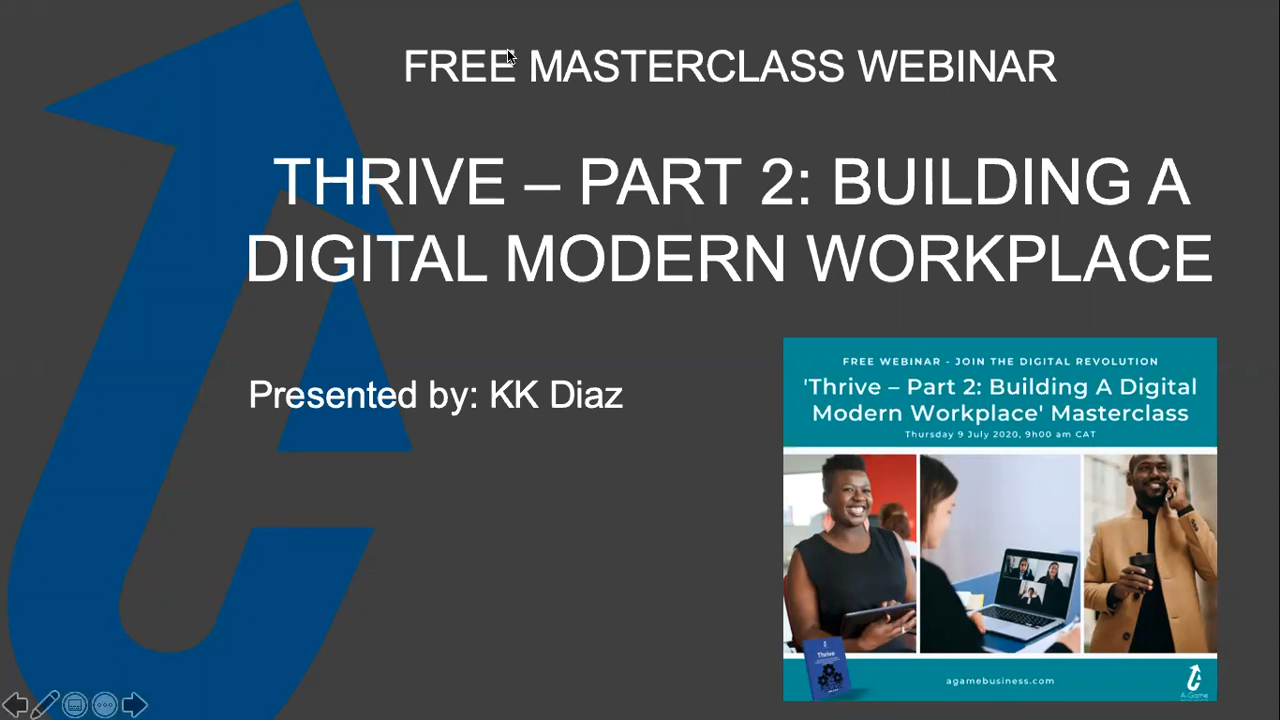 FREE MASTERCLASS WEBINAR
THRIVE – PART 2: BUILDING A
DIGITAL MODERN WORKPLACE
Presented by: KK Diaz
FREE WEBINAR - JOIN THE DIGITAL REVOLUTION
'Thrive – Part 2: Building A Digital
Modern Workplace' Masterclass
Thursday 9 July 2020, 9h00 am CAT
Thrive
agamebusiness.com
A-Game